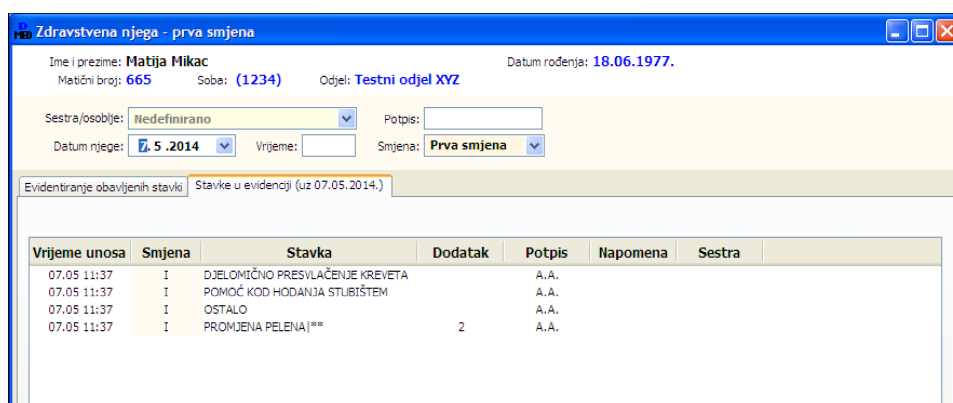 MED Zdravstvena njega - prva smjena
Ime i prezime: Matija Mikac Datum rođenja: 18.06.1977.
Matični broj: 665 Soba: (1234) Odjel: Testni odjel XYZ
Sestra/osoblje: Nedefinirano Potpis:
Datum njege: 7. 5 .2014 Vrijeme: Smjena: Prva smjena
Evidentiranje obavljenih stavki Stavke u evidenciji (uz 07.05.2014.)
Vrijeme unosa Smjena Stavka Dodatak Potpis Napomena Sestra
07.05 11:37 I DJELOMIČNO PRESVLAČENJE KREVETA A.A.
07.05 11:37 I POMOĆ KOD HODANJA STUBIŠTEM A.A.
07.05 11:37 I OSTALO A.A.
07.05 11:37 I PROMJENA PELENA|** 2 A.A.